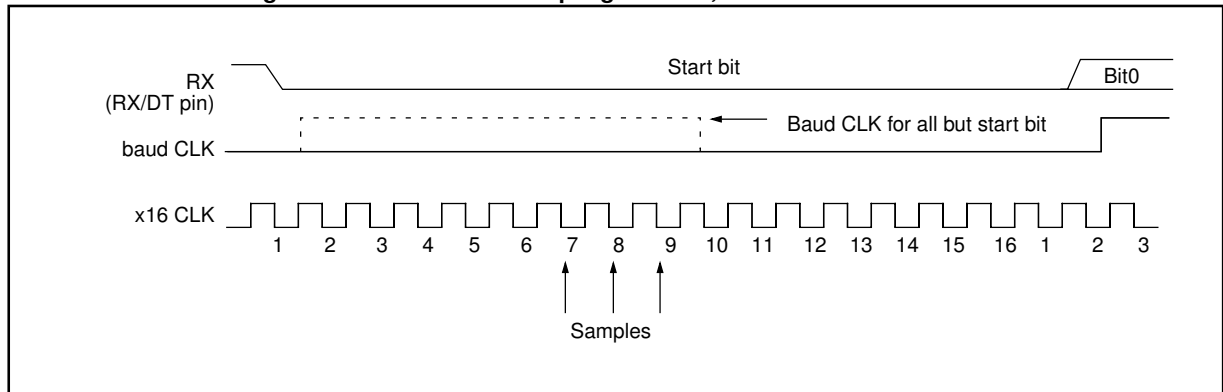 Start bit
RX
(RX/DT pin)
Bit0
Baud CLK for all but start bit
baud CLK
x16 CLK
1 2 3 4 5 6 7 8 9 10 11 12 13 14 15 16 1 2 3
Samples